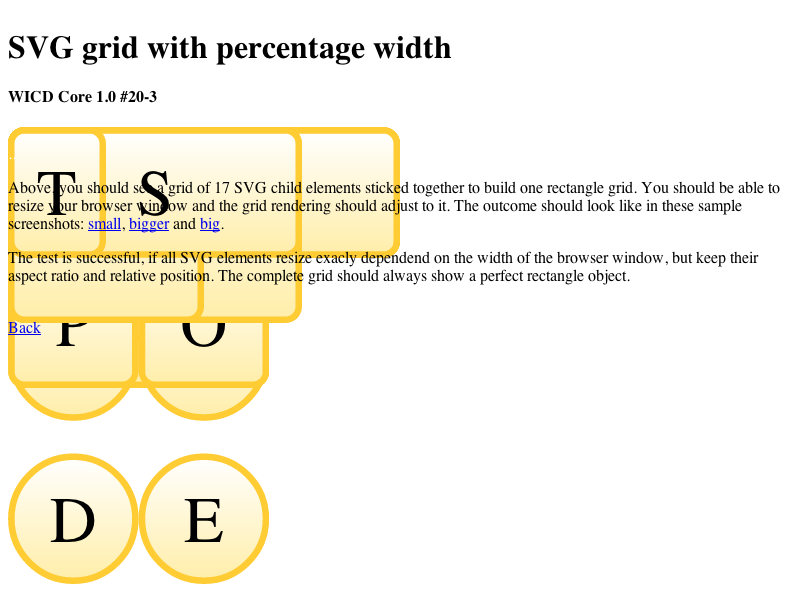 SVG grid with percentage width
WICD Core 1.0 #20-3
T S
Above, you should see a grid of 17 SVG child elements sticked together to build one rectangle grid. You should be able to
resize your browser window and the grid rendering should adjust to it. The outcome should look like in these sample
screenshots: small, bigger and big.
The test is successful, if all SVG elements resize exacly dependend on the width of the browser window, but keep their
aspect ratio and relative position. The complete grid should always show a perfect rectangle object.
Back
P O
D E